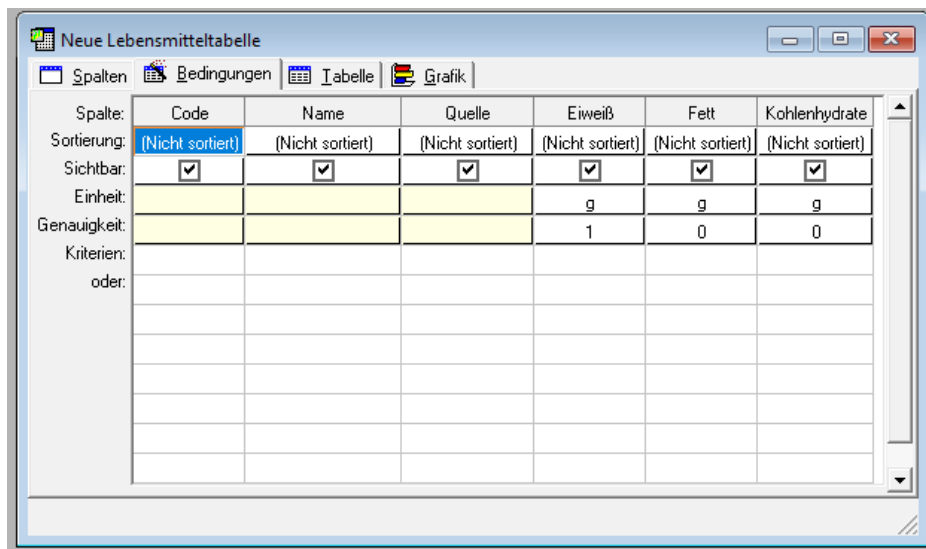 Neue Lebensmitteltabelle
Spalten Bedingungen Tabelle Grafik
Spalte: Code Name Quelle Eiweiß Fett Kohlenhydrate
Sortierung: (Nicht sortiert) (Nicht sortiert) (Nicht sortiert) (Nicht sortiert) (Nicht sortiert) (Nicht sortiert)
Sichtbar:
Einheit: g g g
Genauigkeit: 1 0 0
Kriterien:
oder: